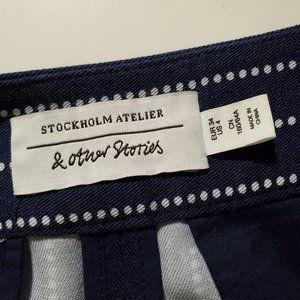 STOCKHOLM ATELIER
& other Stories
EUR 34
US 4
CN
160/64A
MADE IN
CHINA